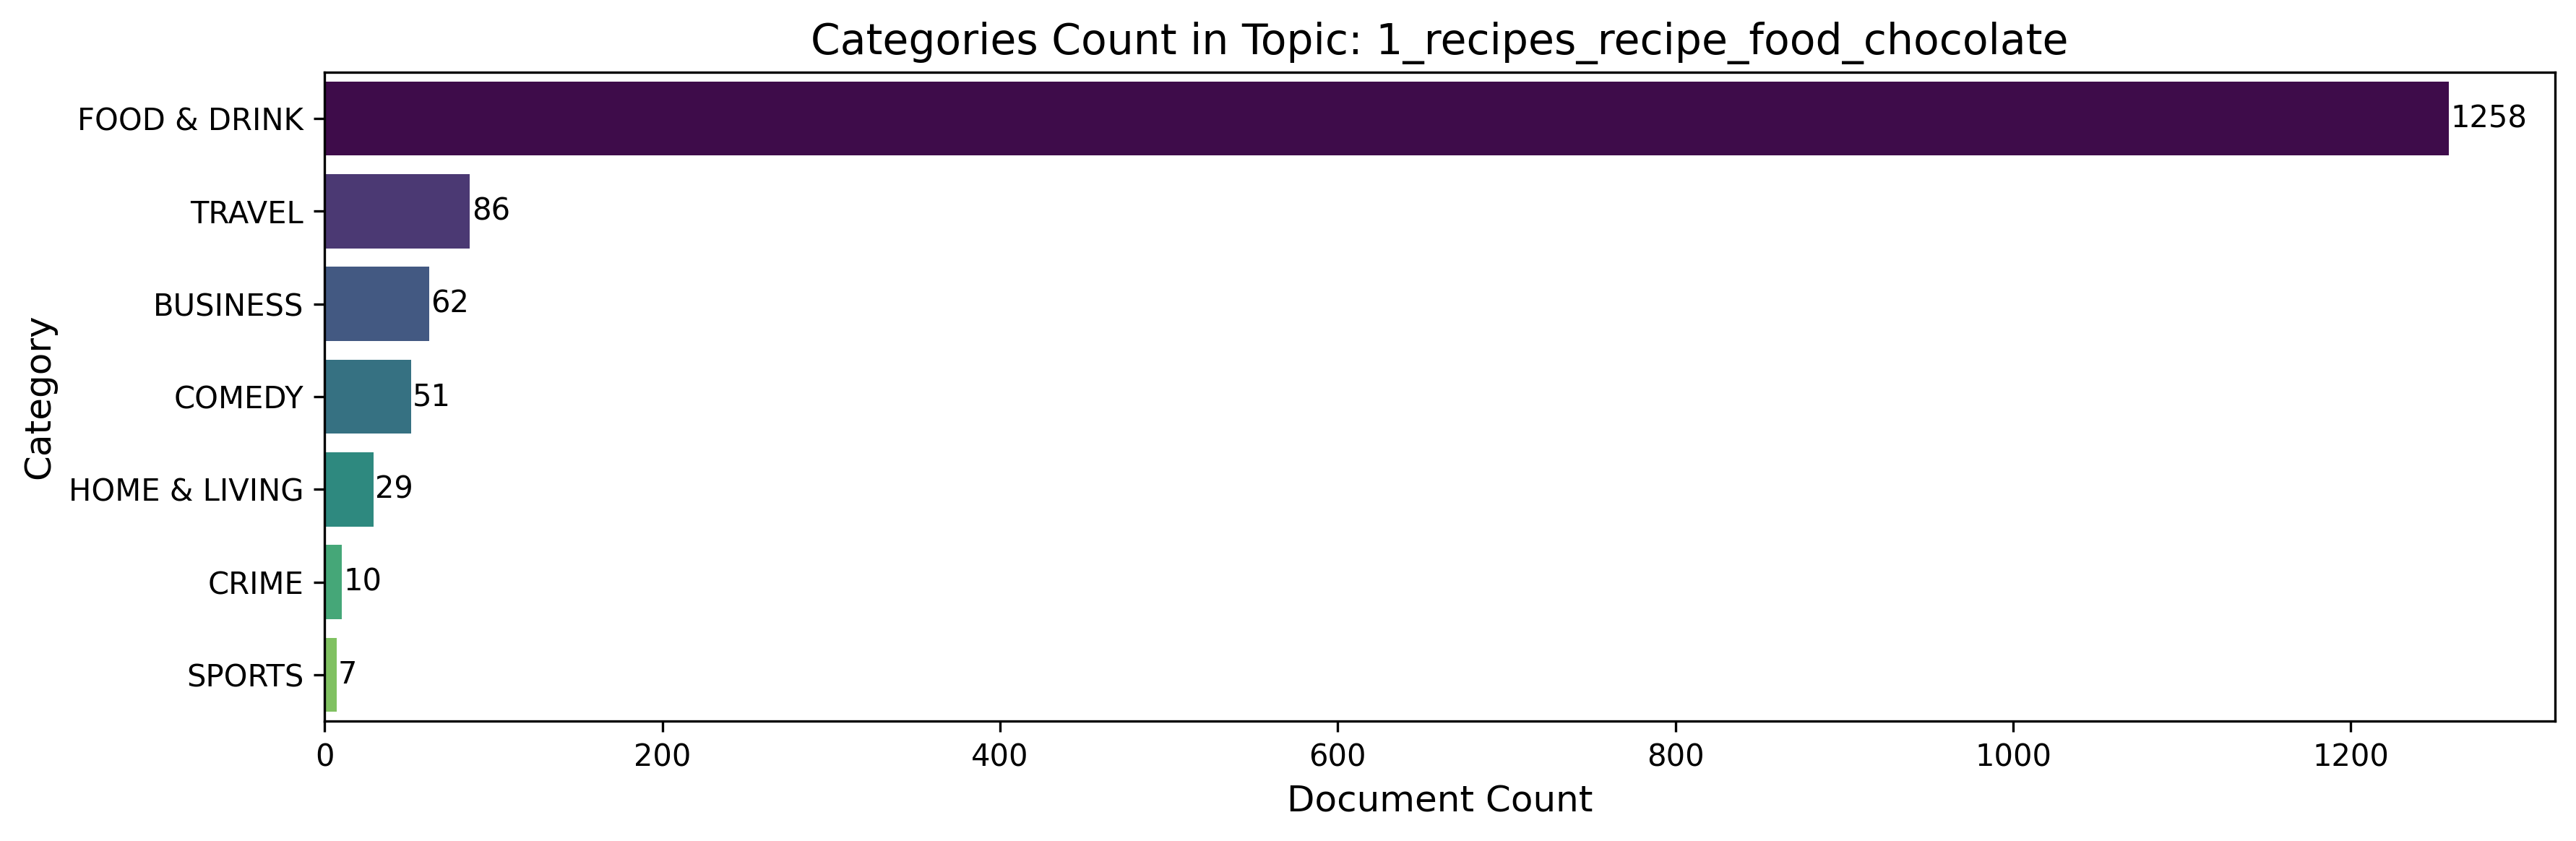 Categories Count in Topic: 1_recipes_recipe_food_chocolate
FOOD & DRINK 1258
TRAVEL 86
BUSINESS 62
COMEDY 51
HOME & LIVING 29
CRIME 10
SPORTS 7
Category
0 200 400 600 800 1000 1200
Document Count